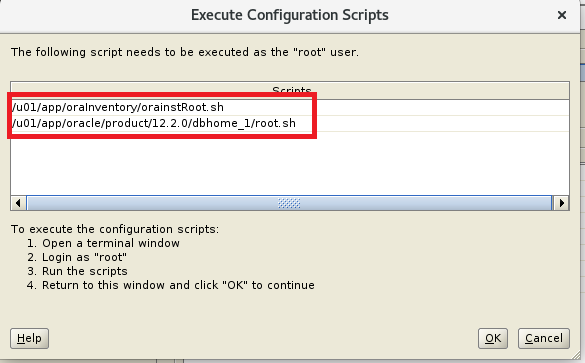 Execute Configuration Scripts
The following script needs to be executed as the "root" user.
Scripts
/u01/app/oraInventory/orainstRoot.sh
/u01/app/oracle/product/12.2.0/dbhome_1/root.sh
To execute the configuration scripts:
1. Open a terminal window
2. Login as "root"
3. Run the scripts
4. Return to this window and click "OK" to continue
Help
OK
Cancel